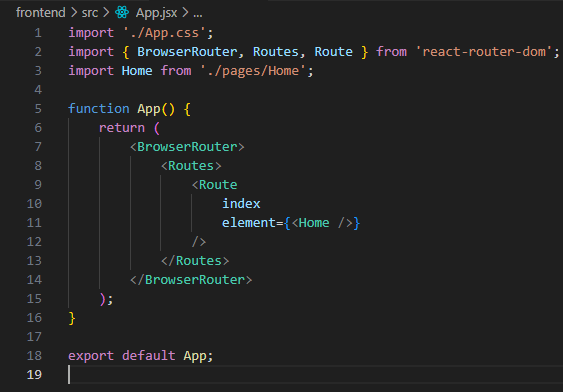 frontend > src > App.jsx > ...
1 import './App.css';
2 import { BrowserRouter, Routes, Route } from 'react-router-dom';
3 import Home from './pages/Home';
4
5 function App() {
6     return (
7         <BrowserRouter>
8             <Routes>
9                 <Route
10                     index
11                     element={<Home />}
12                 />
13             </Routes>
14         </BrowserRouter>
15     );
16 }
17
18 export default App;
19